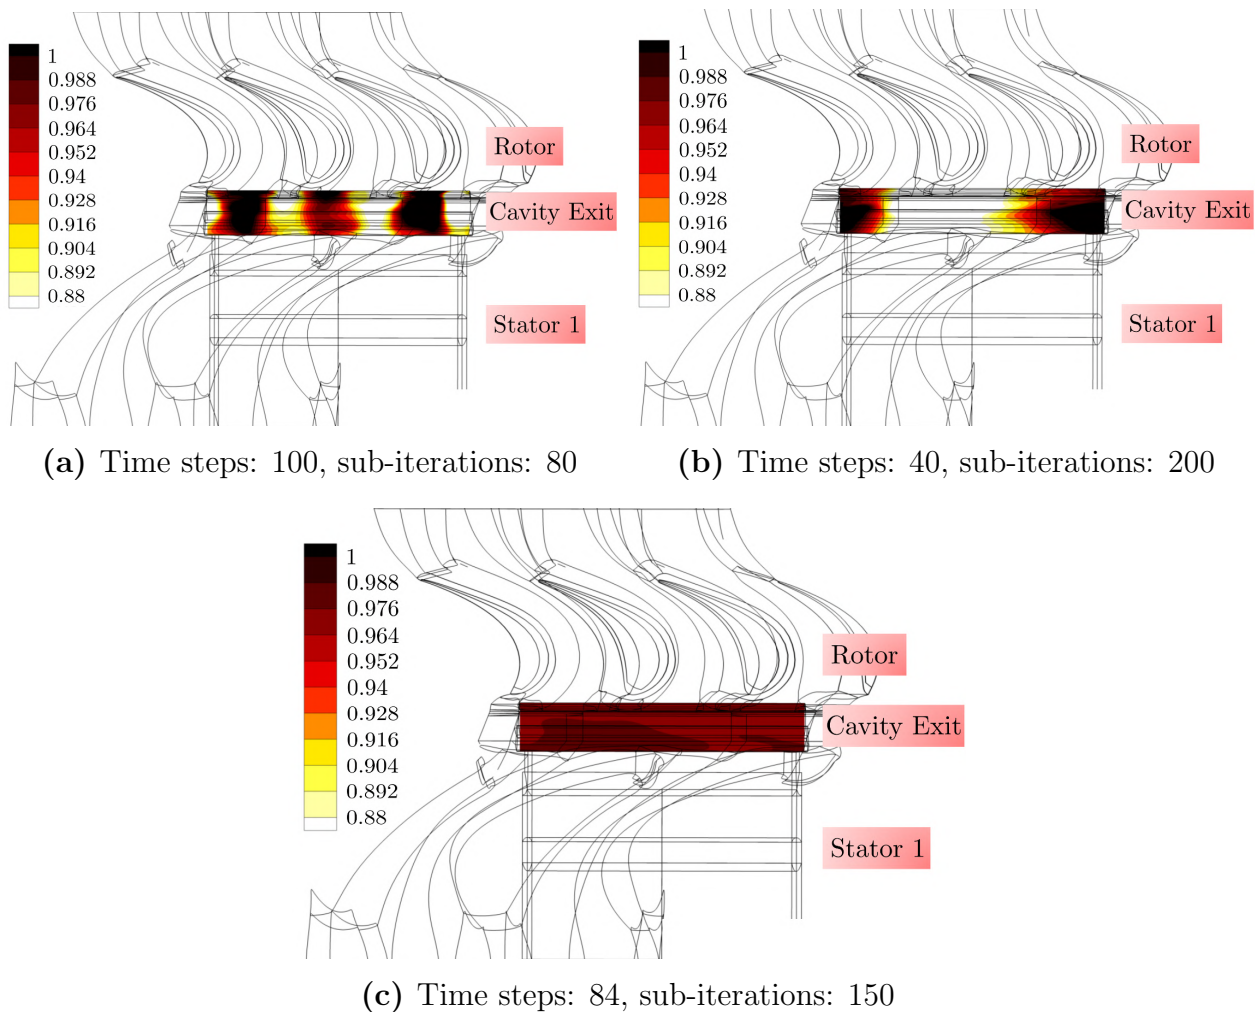 1
0.988
0.976
0.964
0.952
0.94
0.928
0.916
0.904
0.892
0.88
Rotor
Cavity Exit
Stator 1
(a) Time steps: 100, sub-iterations: 80
1
0.988
0.976
0.964
0.952
0.94
0.928
0.916
0.904
0.892
0.88
Rotor
Cavity Exit
Stator 1
(b) Time steps: 40, sub-iterations: 200
1
0.988
0.976
0.964
0.952
0.94
0.928
0.916
0.904
0.892
0.88
Rotor
Cavity Exit
Stator 1
(c) Time steps: 84, sub-iterations: 150